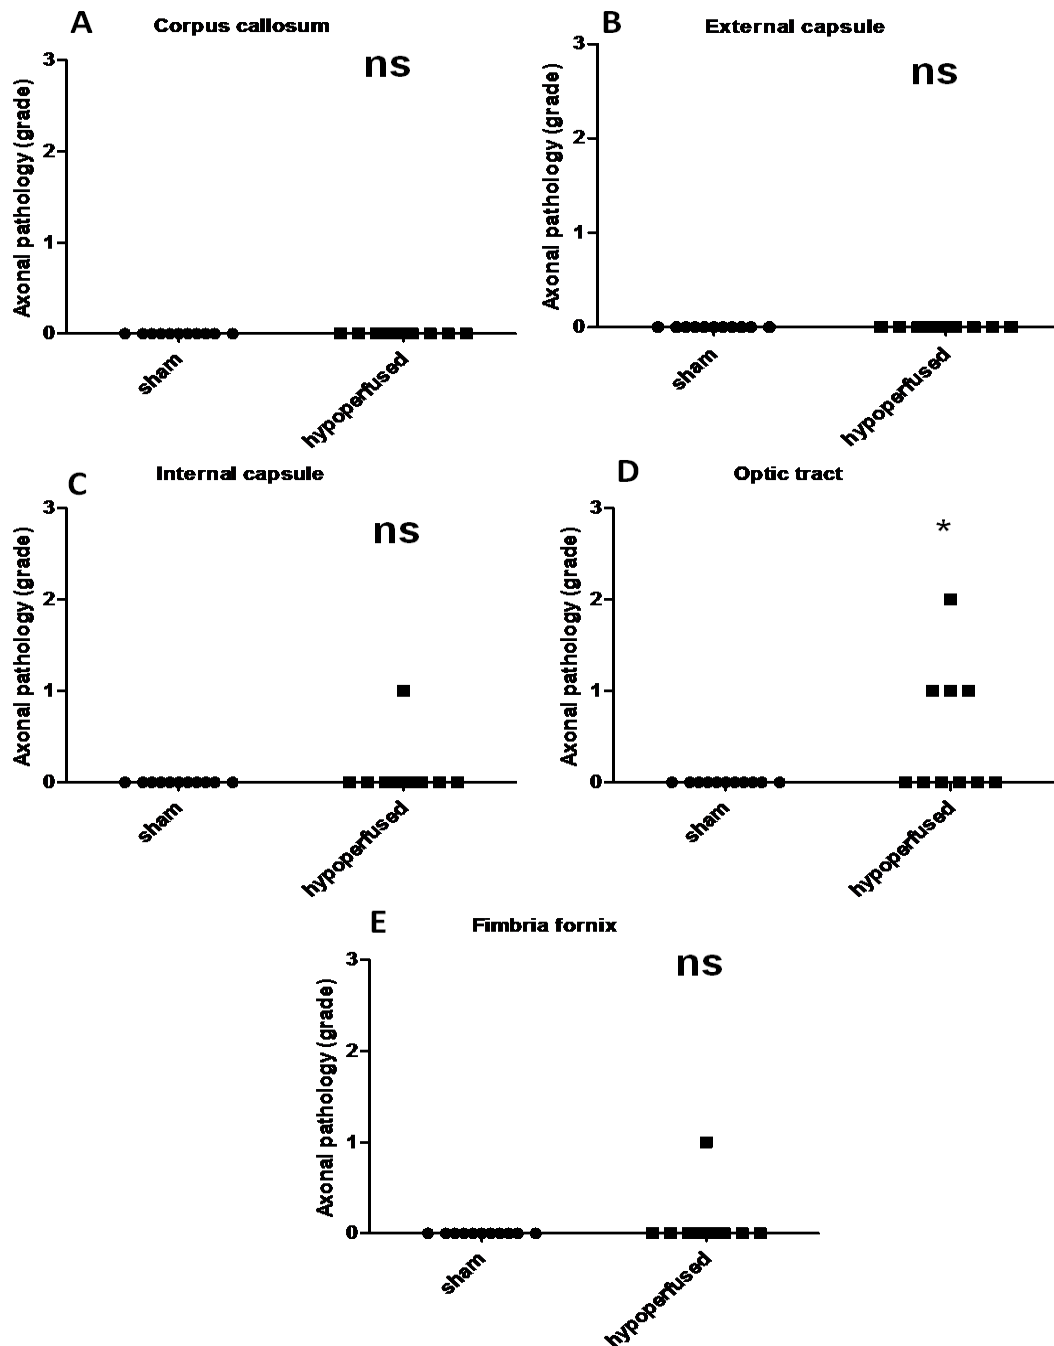 A
Corpus callosum
ns
Axonal pathology (grade)
3
2
1
0
sham
hypoperfused
B
External capsule
ns
Axonal pathology (grade)
3
2
1
0
sham
hypoperfused
C
Internal capsule
ns
Axonal pathology (grade)
3
2
1
0
sham
hypoperfused
D
Optic tract
*
Axonal pathology (grade)
3
2
1
0
sham
hypoperfused
E
Fimbria fornix
ns
Axonal pathology (grade)
3
2
1
0
sham
hypoperfused